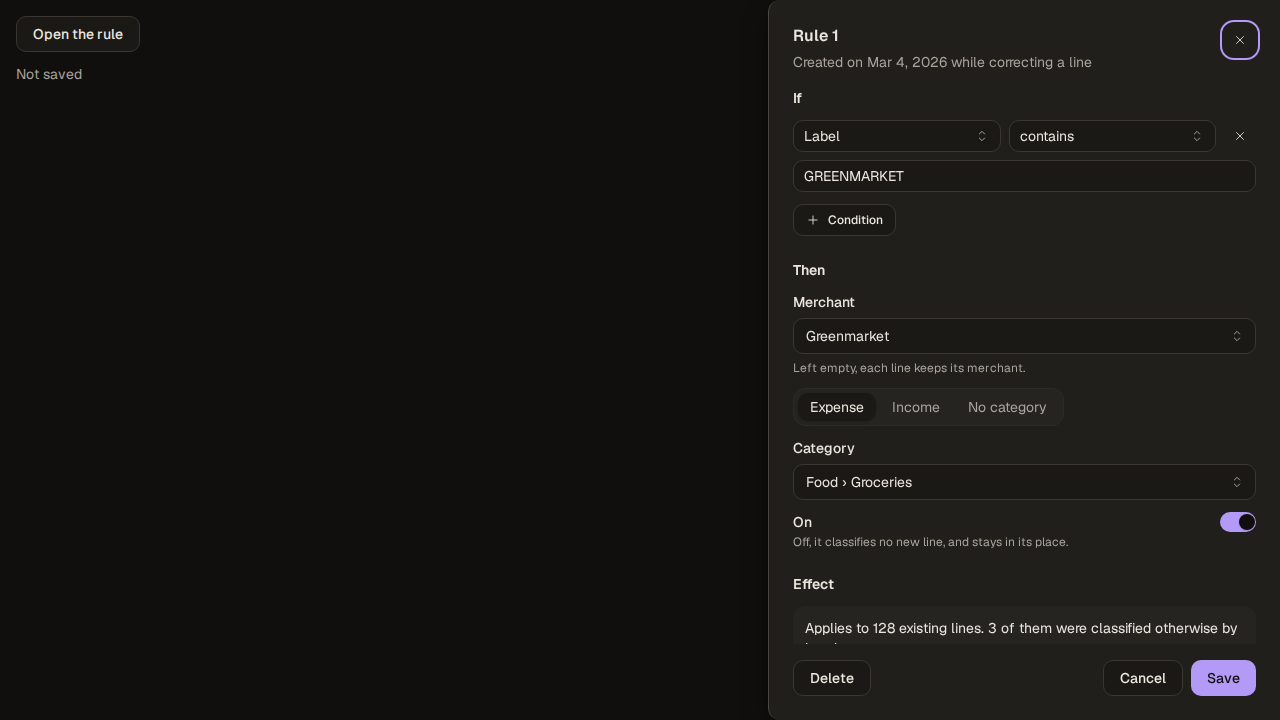 Open the rule
Not saved
Rule 1
Created on Mar 4, 2026 while correcting a line
If
Label
contains
GREENMARKET
Condition
Then
Merchant
Greenmarket
Left empty, each line keeps its merchant.
Expense
Income
No category
Category
Food › Groceries
On
Off, it classifies no new line, and stays in its place.
Effect
Applies to 128 existing lines. 3 of them were classified otherwise by
Delete
Cancel
Save